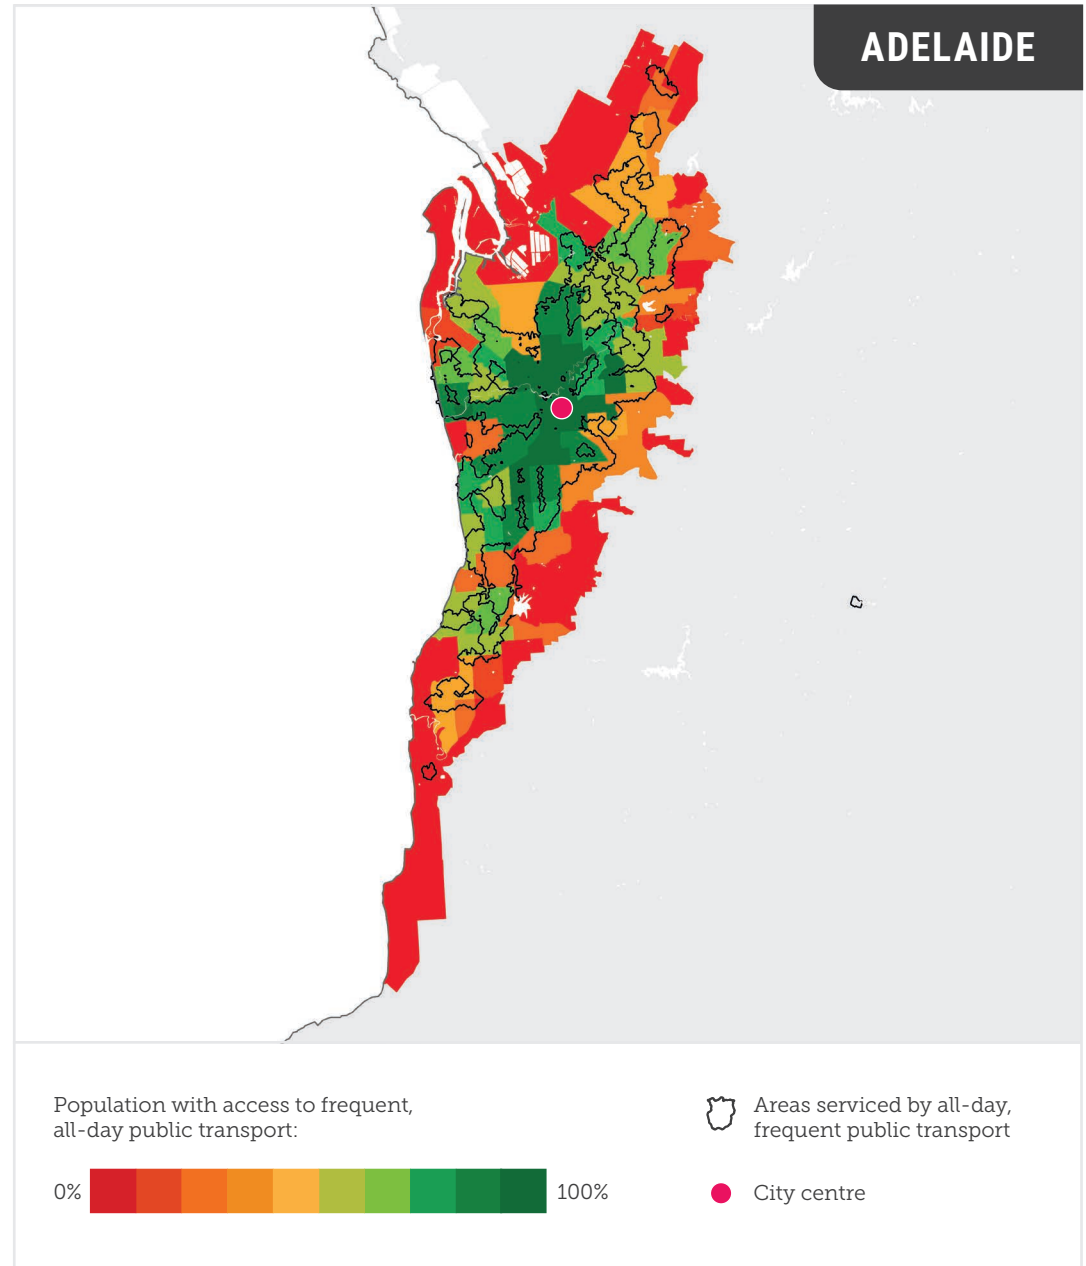 ADELAIDE
Population with access to frequent,
all-day public transport:
0%
100%
Areas serviced by all-day,
frequent public transport
City centre